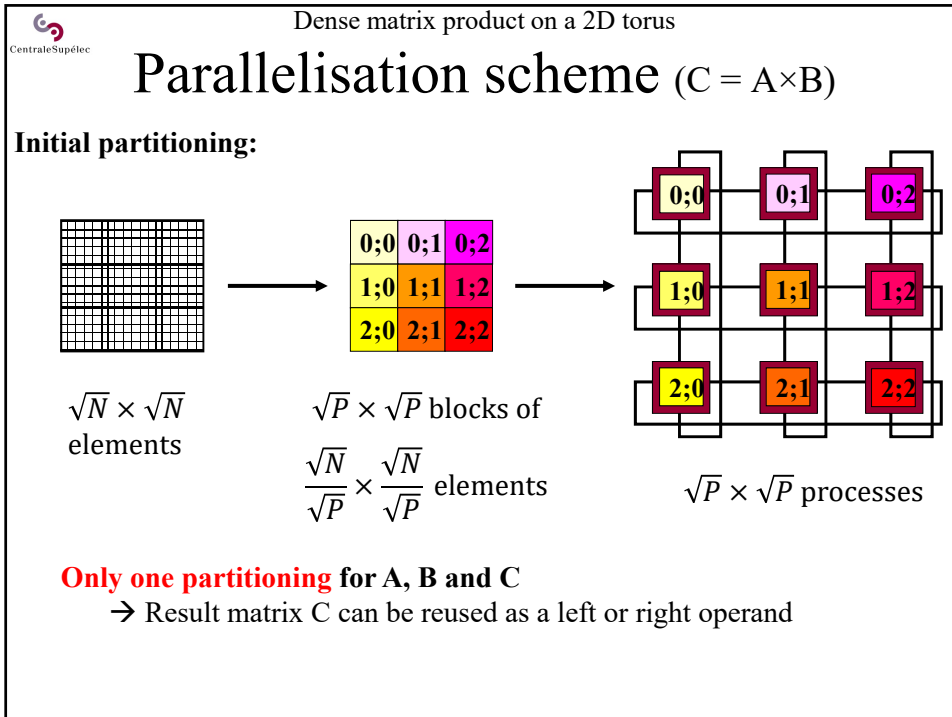 Dense matrix product on a 2D torus
CentraleSupélec
Parallelisation scheme (C = A×B)
Initial partitioning:
0;0 0;1 0;2
1;0 1;1 1;2
2;0 2;1 2;2
0;0 0;1 0;2
1;0 1;1 1;2
2;0 2;1 2;2
√N × √N
elements
√P × √P blocks of
√N/√P × √N/√P elements
√P × √P processes
Only one partitioning for A, B and C
→ Result matrix C can be reused as a left or right operand